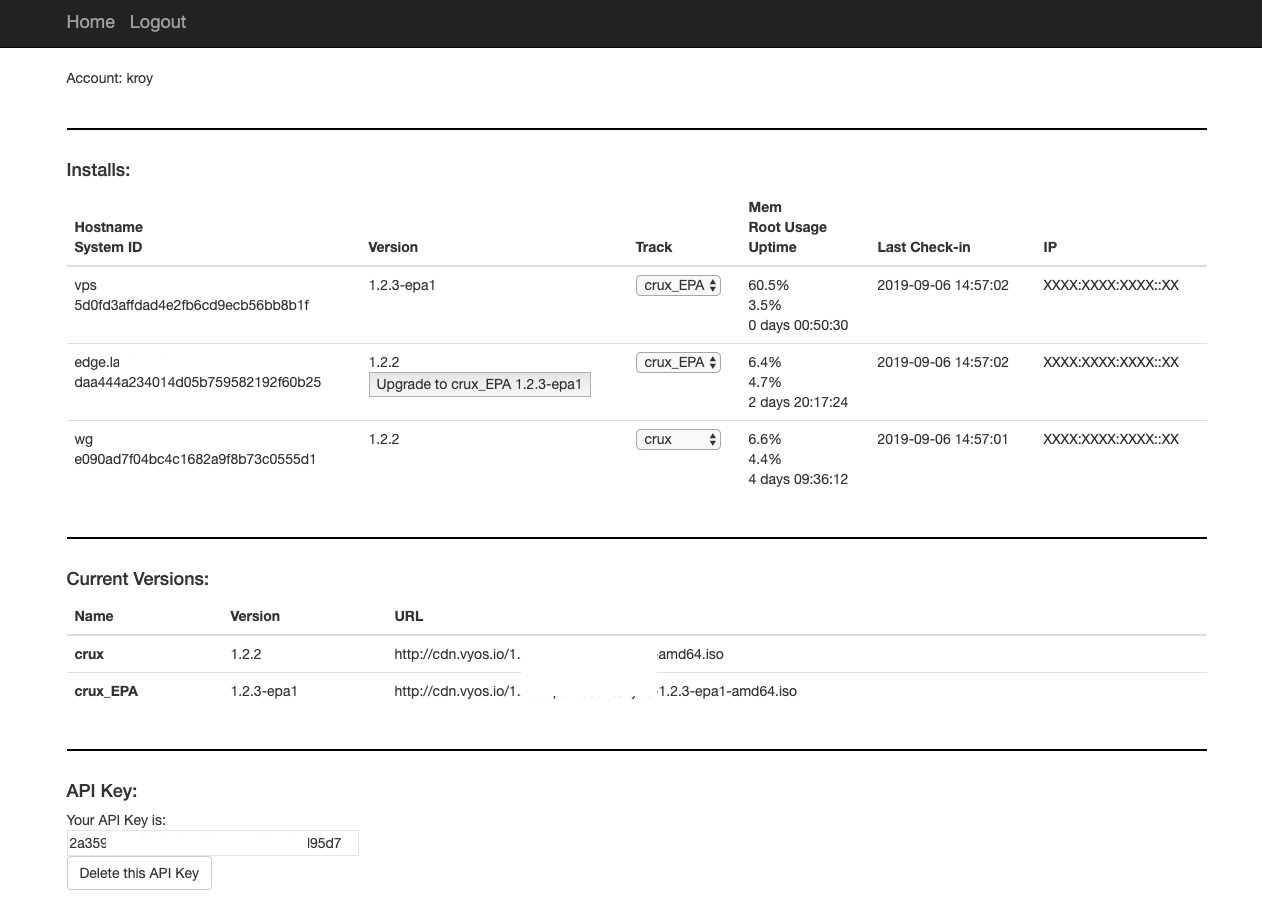 Home Logout
Account: kroy
Installs:
Hostname
System ID
Version
Track
Mem
Root Usage
Uptime
Last Check-in
IP
vps
5d0fd3affdad4e2fb6cd9ecb56bb8b1f
1.2.3-epa1
crux_EPA
60.5%
3.5%
0 days 00:50:30
2019-09-06 14:57:02
XXXX:XXXX:XXXX::XX
edge.la
daa444a234014d05b759582192f60b25
1.2.2
Upgrade to crux_EPA 1.2.3-epa1
crux_EPA
6.4%
4.7%
2 days 20:17:24
2019-09-06 14:57:02
XXXX:XXXX:XXXX::XX
wg
e090ad7f04bc4c1682a9f8b73c0555d1
1.2.2
crux
6.6%
4.4%
4 days 09:36:12
2019-09-06 14:57:01
XXXX:XXXX:XXXX::XX
Current Versions:
Name Version URL
crux 1.2.2 http://cdn.vyos.io/1. -amd64.iso
crux_EPA 1.2.3-epa1 http://cdn.vyos.io/1. -1.2.3-epa1-amd64.iso
API Key:
Your API Key is:
2a359 95d7
Delete this API Key